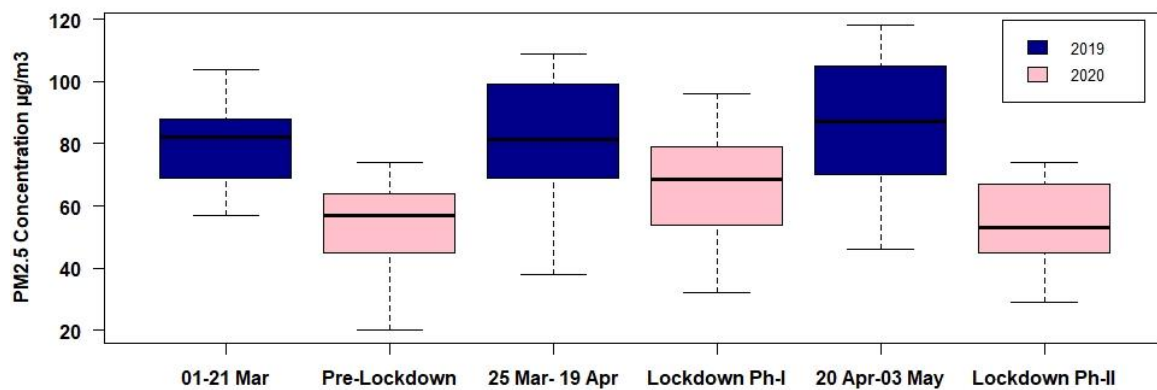 PM2.5 Concentration µg/m3
120
100
80
60
40
20
2019
2020
01-21 Mar
Pre-Lockdown
25 Mar- 19 Apr
Lockdown Ph-I
20 Apr-03 May
Lockdown Ph-II